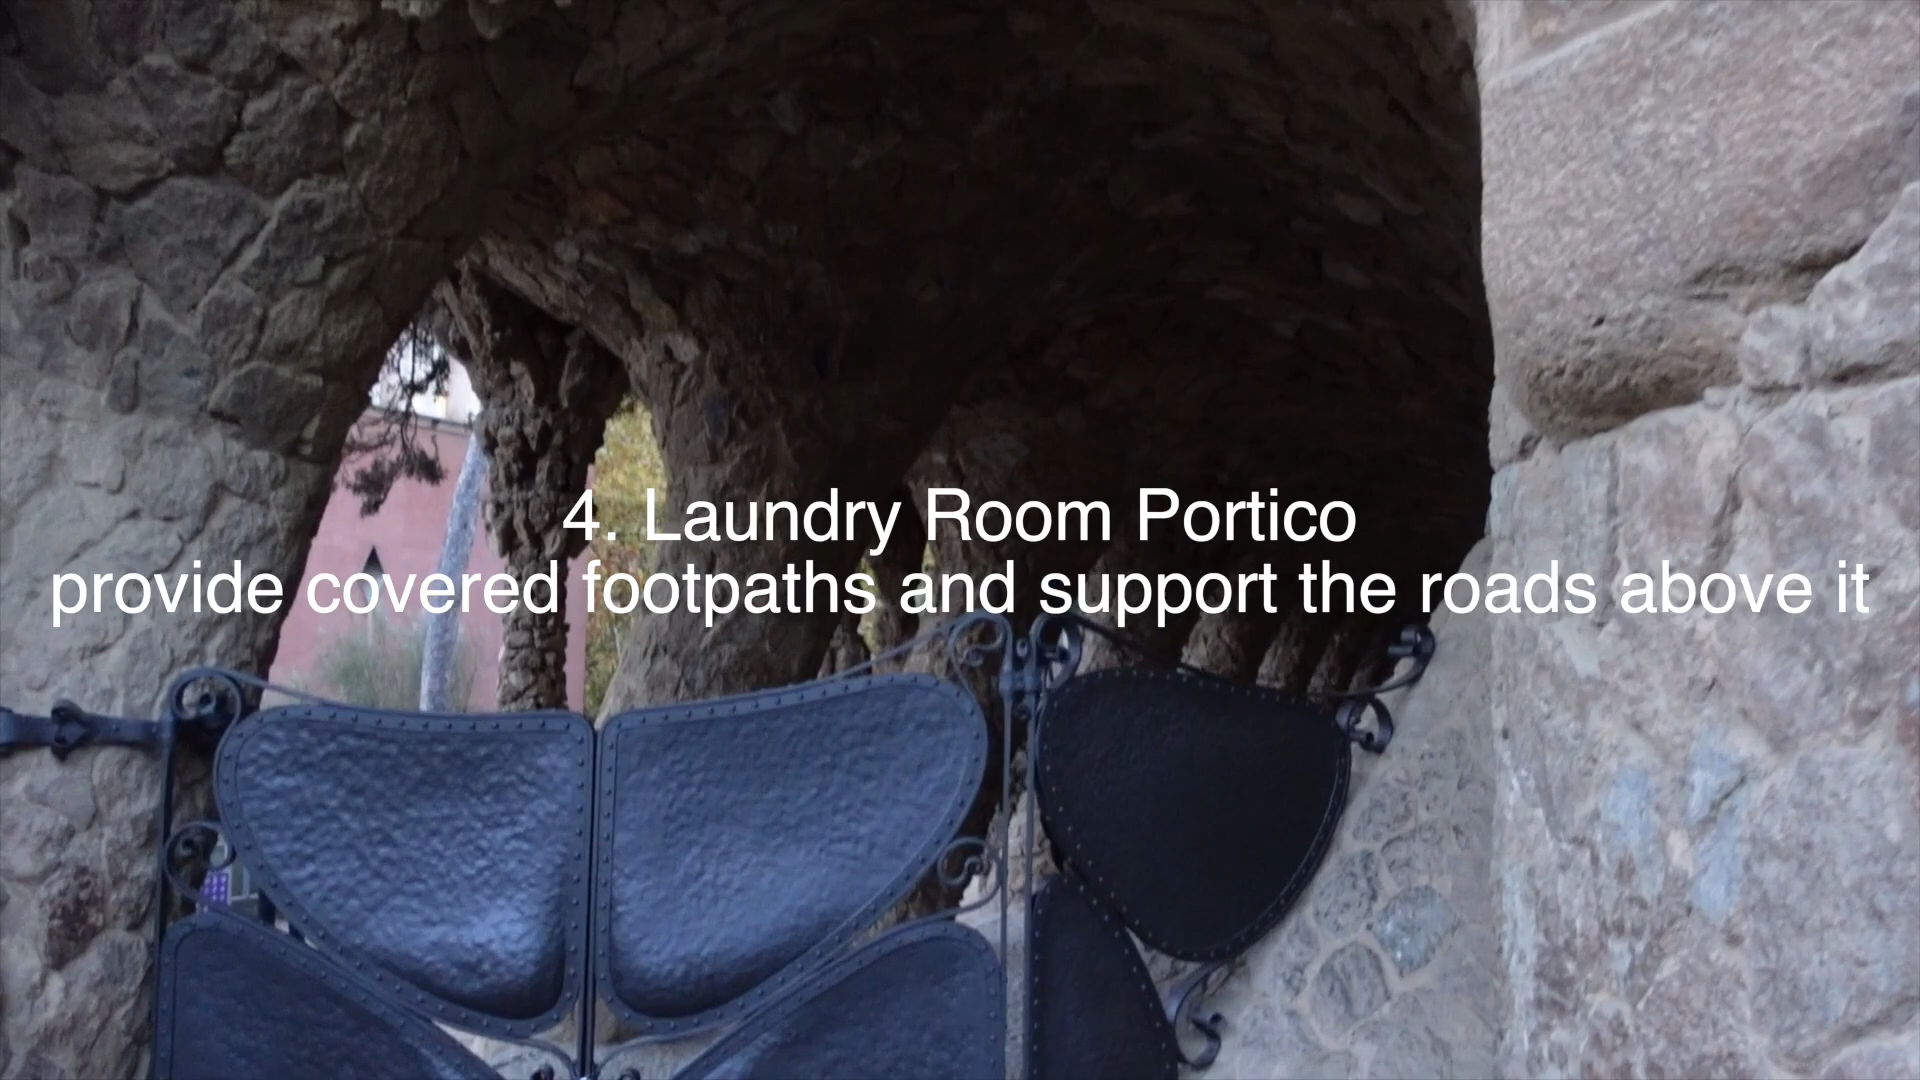 4. Laundry Room Portico
provide covered footpaths and support the roads above it